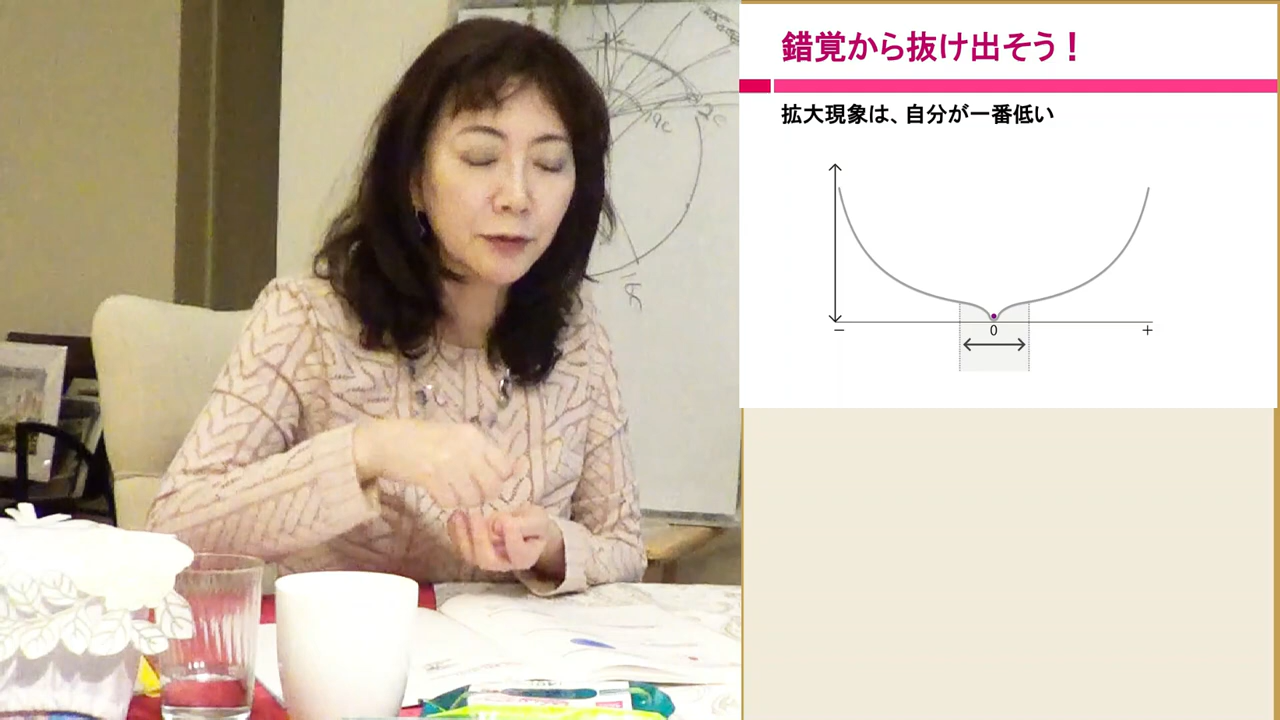 錯覚から抜け出そう！
拡大現象は、自分が一番低い
− 0 +